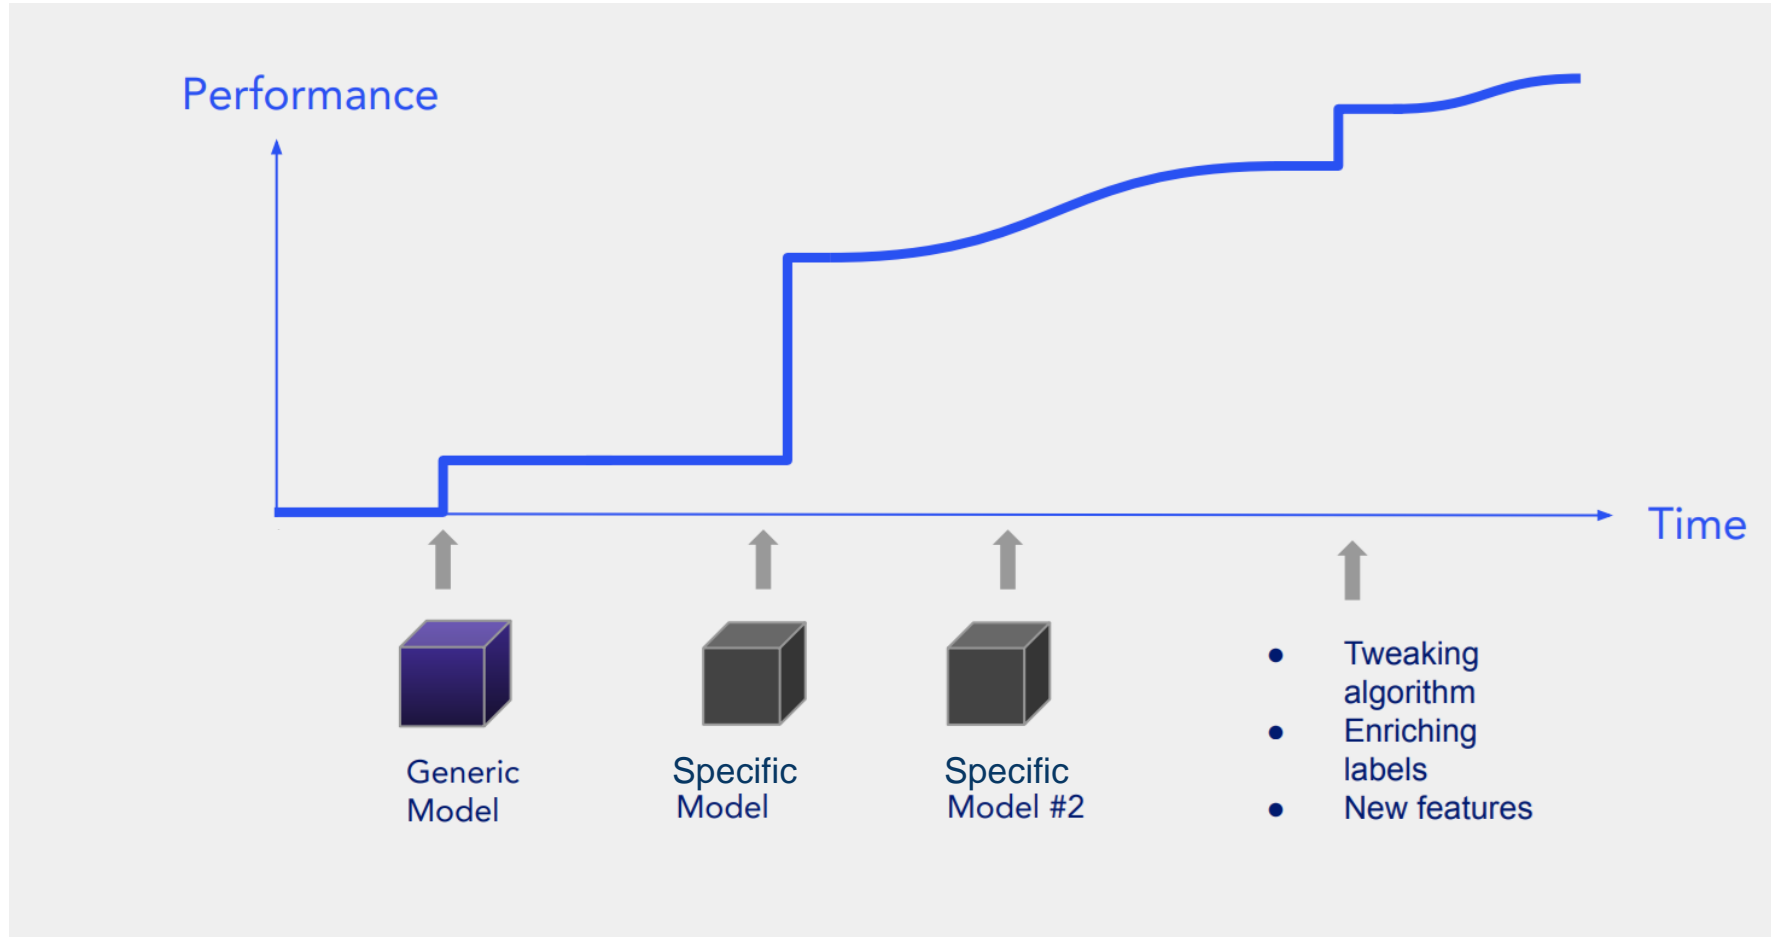 Performance
Time
Generic
Model
Specific
Model
Specific
Model #2
● Tweaking
algorithm
● Enriching
labels
● New features